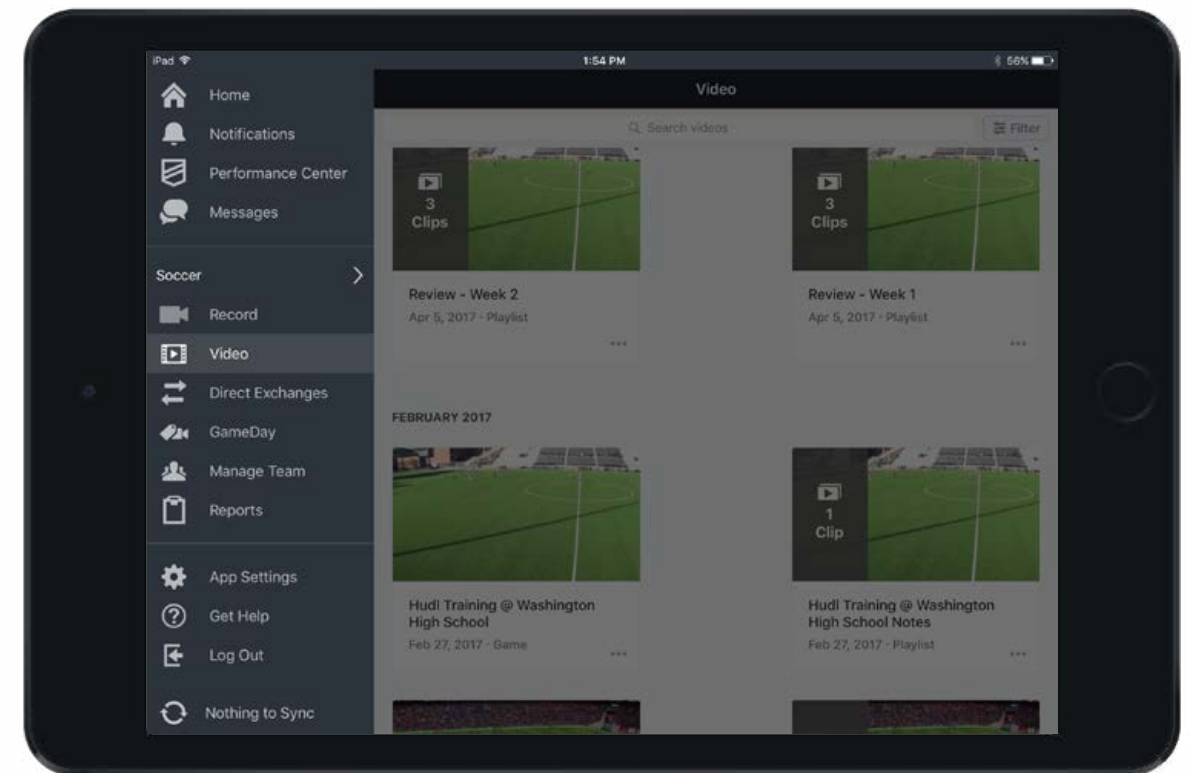 iPad
1:54 PM
56%
Home
Notifications
Performance Center
Messages
Soccer
Record
Video
Direct Exchanges
GameDay
Manage Team
Reports
App Settings
Get Help
Log Out
Nothing to Sync
Video
Search videos
Filter
3
Clips
Review - Week 2
Apr 5, 2017 · Playlist
3
Clips
Review - Week 1
Apr 5, 2017 · Playlist
FEBRUARY 2017
Hudl Training @ Washington
High School
Feb 27, 2017 · Game
1
Clip
Hudl Training @ Washington
High School Notes
Feb 27, 2017 · Playlist